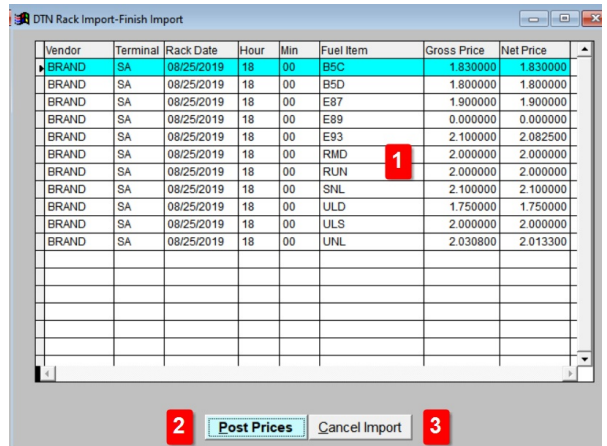 DTN Rack Import-Finish Import
Vendor Terminal Rack Date Hour Min Fuel Item Gross Price Net Price
BRAND SA 08/25/2019 18 00 B5C 1.830000 1.830000
BRAND SA 08/25/2019 18 00 B5D 1.800000 1.800000
BRAND SA 08/25/2019 18 00 E87 1.900000 1.900000
BRAND SA 08/25/2019 18 00 E89 0.000000 0.000000
BRAND SA 08/25/2019 18 00 E93 2.100000 2.082500
BRAND SA 08/25/2019 18 00 RMD 2.000000 2.000000
1
BRAND SA 08/25/2019 18 00 RUN 2.000000 2.000000
BRAND SA 08/25/2019 18 00 SNL 2.100000 2.100000
BRAND SA 08/25/2019 18 00 ULD 1.750000 1.750000
BRAND SA 08/25/2019 18 00 ULS 2.000000 2.000000
BRAND SA 08/25/2019 18 00 UNL 2.030800 2.013300
2 Post Prices Cancel Import 3